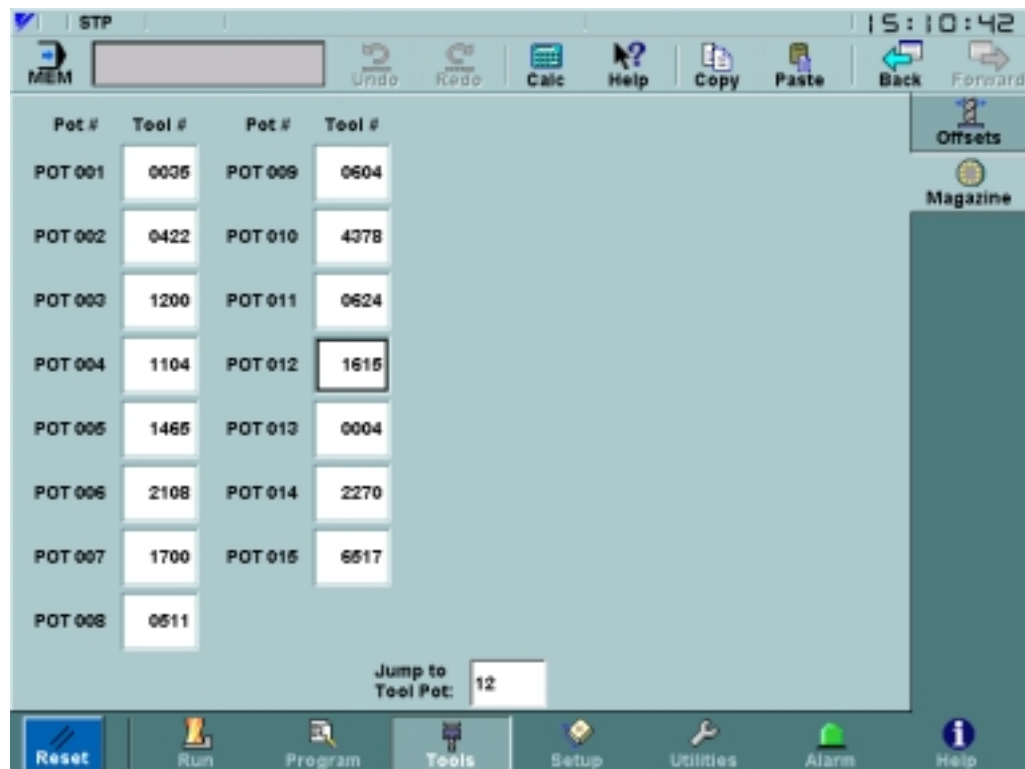 STP 15:10:42
MEM Undo Redo Calc Help Copy Paste Back Forward
Pot # Tool # Pot # Tool # Offsets
POT 001 0035 POT 009 0604 Magazine
POT 002 0422 POT 010 4378
POT 003 1200 POT 011 0624
POT 004 1104 POT 012 1615
POT 005 1465 POT 013 0004
POT 006 2108 POT 014 2270
POT 007 1700 POT 015 6517
POT 008 0511
Jump to
Tool Pot: 12
Reset Run Program Tools Setup Utilities Alarm Help